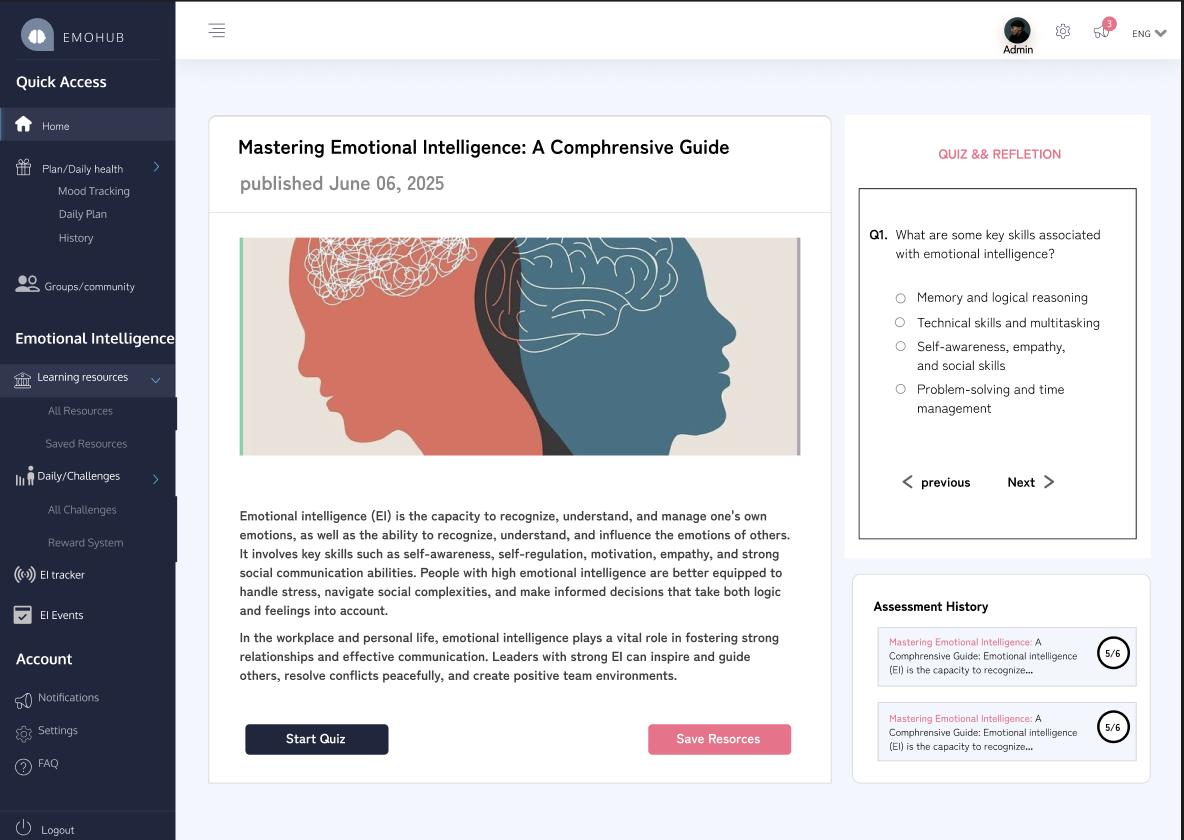 EMOHUB
Quick Access
Home
Plan/Daily health
Mood Tracking
Daily Plan
History
Groups/community
Emotional Intelligence
Learning resources
All Resources
Saved Resources
Daily/Challenges
All Challenges
Reward System
EI tracker
EI Events
Account
Notifications
Settings
FAQ
Logout
Admin
3
ENG
Mastering Emotional Intelligence: A Comphrensive Guide
published June 06, 2025
Emotional intelligence (EI) is the capacity to recognize, understand, and manage one's own
emotions, as well as the ability to recognize, understand, and influence the emotions of others.
It involves key skills such as self-awareness, self-regulation, motivation, empathy, and strong
social communication abilities. People with high emotional intelligence are better equipped to
handle stress, navigate social complexities, and make informed decisions that take both logic
and feelings into account.
In the workplace and personal life, emotional intelligence plays a vital role in fostering strong
relationships and effective communication. Leaders with strong EI can inspire and guide
others, resolve conflicts peacefully, and create positive team environments.
Start Quiz
Save Resorces
QUIZ && REFLETION
Q1. What are some key skills associated
with emotional intelligence?
Memory and logical reasoning
Technical skills and multitasking
Self-awareness, empathy,
and social skills
Problem-solving and time
management
previous
Next
Assessment History
Mastering Emotional Intelligence: A
Comphrensive Guide: Emotional intelligence
(EI) is the capacity to recognize...
5/6
Mastering Emotional Intelligence: A
Comphrensive Guide: Emotional intelligence
(EI) is the capacity to recognize...
5/6